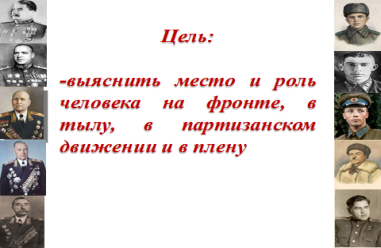 Цель:
-выяснить место и роль
человека на фронте, в
тылу, в партизанском
движении и в плену